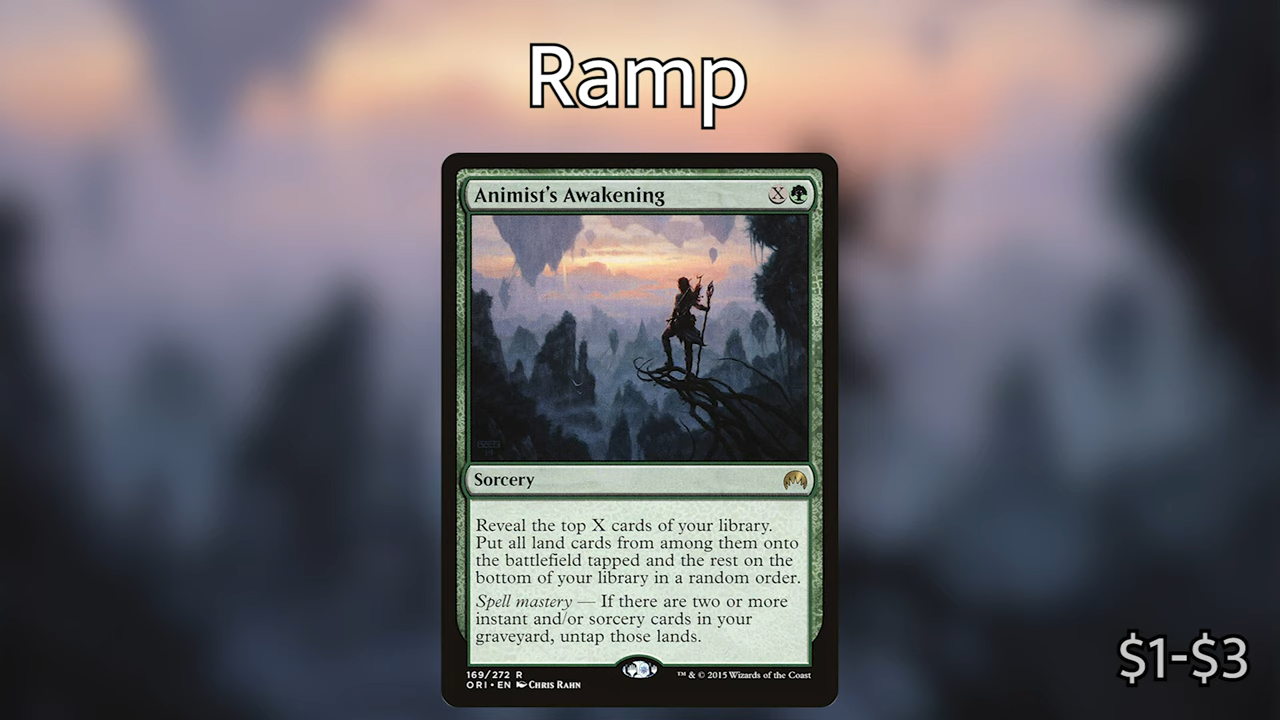 Ramp
Animist's Awakening
X
Sorcery
Reveal the top X cards of your library.
Put all land cards from among them onto
the battlefield tapped and the rest on the
bottom of your library in a random order.
Spell mastery — If there are two or more
instant and/or sorcery cards in your
graveyard, untap those lands.
169/272 R
ORI • EN Chris Rahn
™ & © 2015 Wizards of the Coast
$1-$3